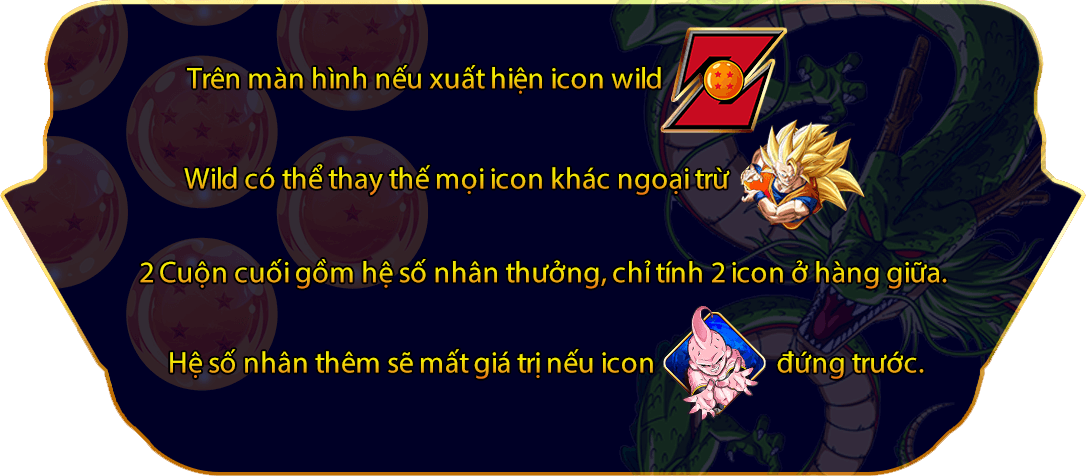 Trên màn hình nếu xuất hiện icon wild
Wild có thể thay thế mọi icon khác ngoại trừ
2 Cuộn cuối gồm hệ số nhân thưởng, chỉ tính 2 icon ở hàng giữa.
Hệ số nhân thêm sẽ mất giá trị nếu icon đứng trước.